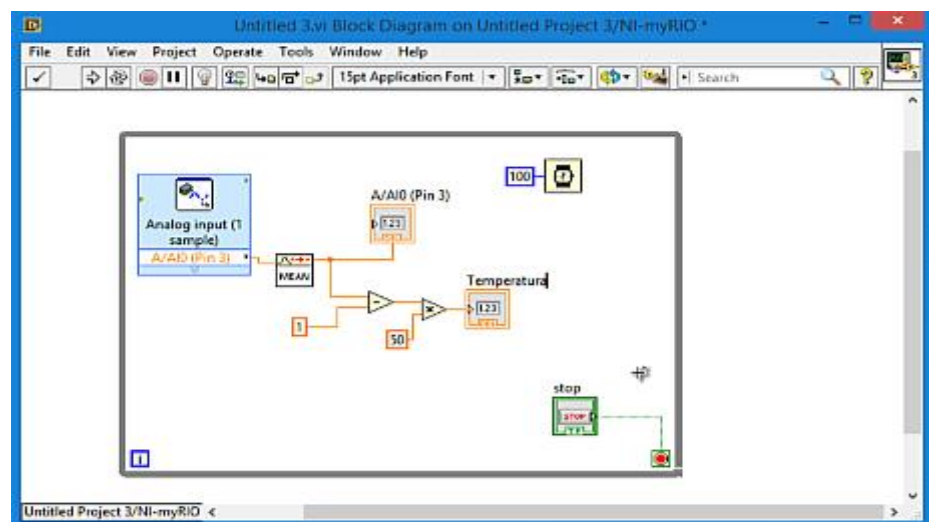 Untitled 3.vi Block Diagram on Untitled Project 3/NI-myRIO *
File Edit View Project Operate Tools Window Help
15pt Application Font Search
3
100
A/AI0 (Pin 3)
123
Analog input (1
sample)
A/AI0 (Pin 3)
MEAN
Temperatura
123
1
50
stop
STOP
TF
i
Untitled Project 3/NI-myRIO